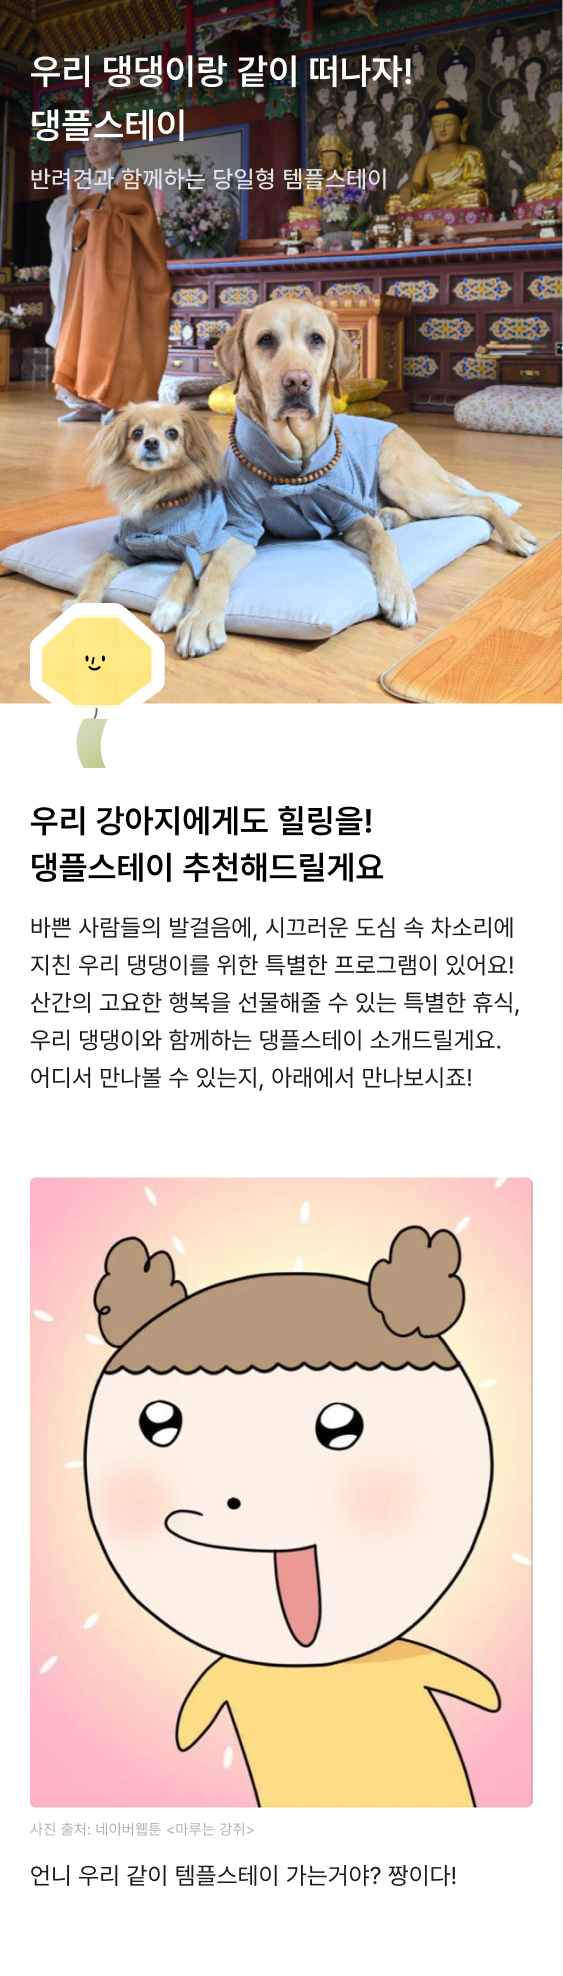 우리 댕댕이랑 같이 떠나자!
댕플스테이
반려견과 함께하는 당일형 템플스테이
우리 강아지에게도 힐링을!
댕플스테이 추천해드릴게요
바쁜 사람들의 발걸음에, 시끄러운 도심 속 차소리에
지친 우리 댕댕이를 위한 특별한 프로그램이 있어요!
산간의 고요한 행복을 선물해줄 수 있는 특별한 휴식,
우리 댕댕이와 함께하는 댕플스테이 소개드릴게요.
어디서 만나볼 수 있는지, 아래에서 만나보시죠!
사진 출처: 네이버웹툰 <마루는 강쥐>
언니 우리 같이 템플스테이 가는거야? 짱이다!